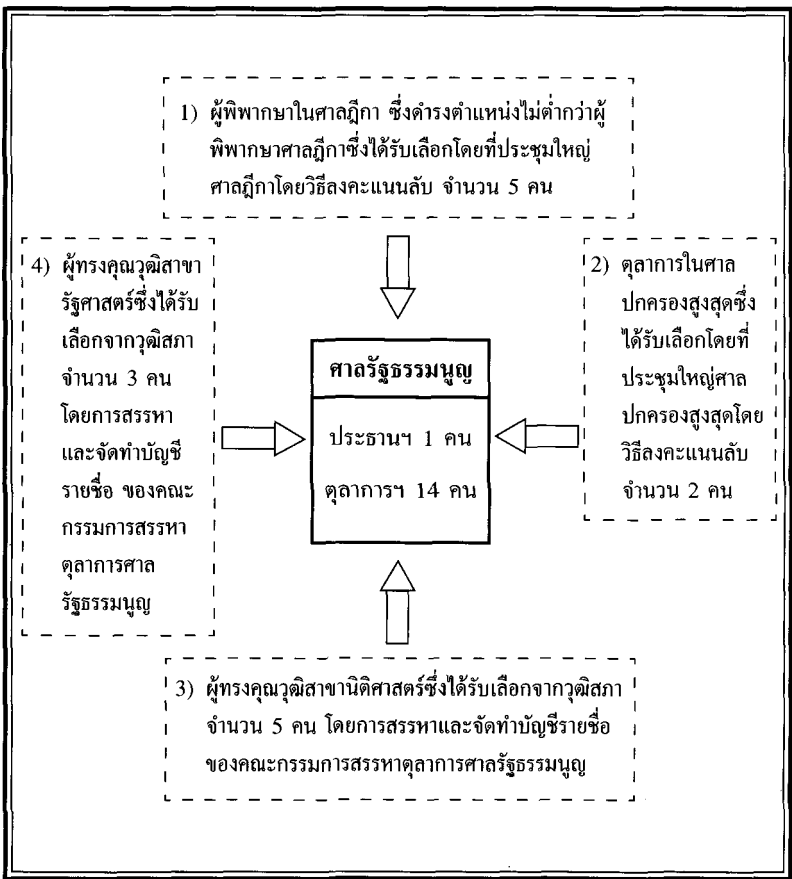 1) ผู้พิพากษาในศาลฎีกา ซึ่งดำรงตำแหน่งไม่ต่ำกว่าผู้
พิพากษาศาลฎีกาซึ่งได้รับเลือกโดยที่ประชุมใหญ่
ศาลฎีกาโดยวิธีลงคะแนนลับ จำนวน 5 คน
4) ผู้ทรงคุณวุฒิสาขา
รัฐศาสตร์ซึ่งได้รับ
เลือกจากวุฒิสภา
จำนวน 3 คน
โดยการสรรหา
และจัดทำบัญชี
รายชื่อ ของคณะ
กรรมการสรรหา
ตุลาการศาล
รัฐธรรมนูญ
ศาลรัฐธรรมนูญ
ประธานฯ 1 คน
ตุลาการฯ 14 คน
2) ตุลาการในศาล
ปกครองสูงสุดซึ่ง
ได้รับเลือกโดยที่
ประชุมใหญ่ศาล
ปกครองสูงสุดโดย
วิธีลงคะแนนลับ
จำนวน 2 คน
3) ผู้ทรงคุณวุฒิสาขานิติศาสตร์ซึ่งได้รับเลือกจากวุฒิสภา
จำนวน 5 คน โดยการสรรหาและจัดทำบัญชีรายชื่อ
ของคณะกรรมการสรรหาตุลาการศาลรัฐธรรมนูญ